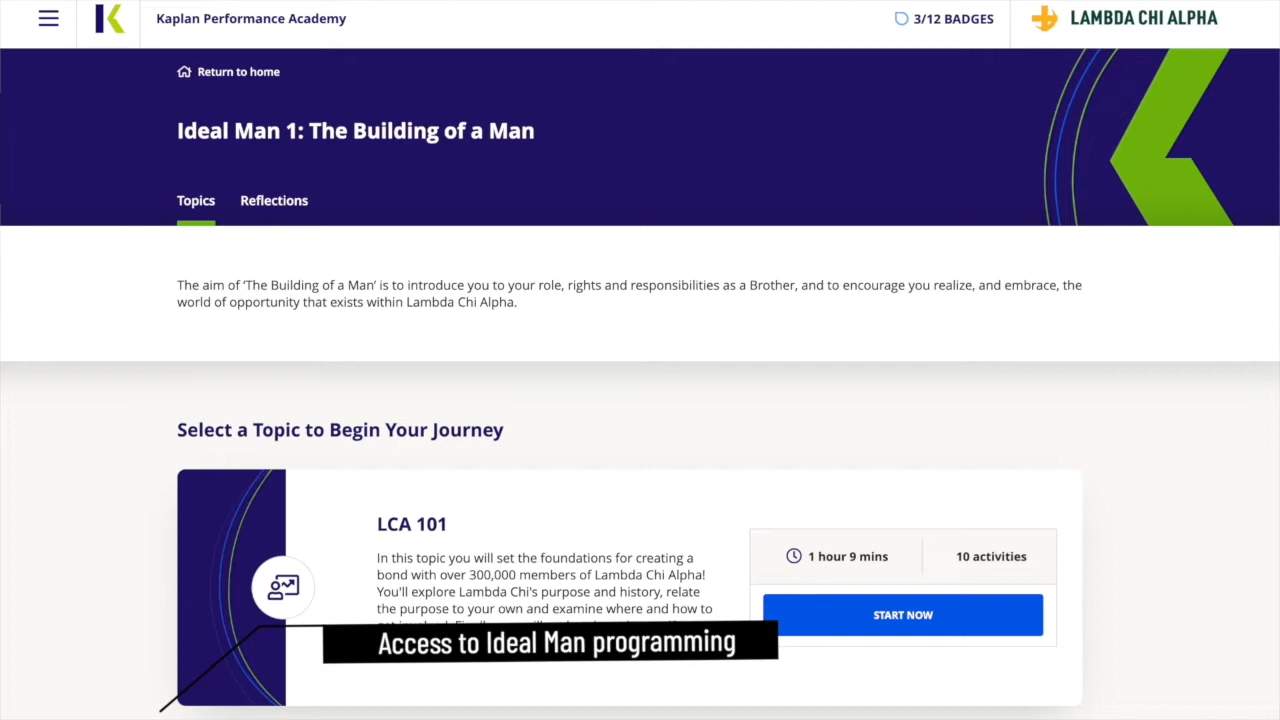 Kaplan Performance Academy
3/12 BADGES
LAMBDA CHI ALPHA
Return to home
Ideal Man 1: The Building of a Man
Topics
Reflections
The aim of 'The Building of a Man' is to introduce you to your role, rights and responsibilities as a Brother, and to encourage you realize, and embrace, the
world of opportunity that exists within Lambda Chi Alpha.
Select a Topic to Begin Your Journey
LCA 101
In this topic you will set the foundations for creating a
bond with over 300,000 members of Lambda Chi Alpha!
You'll explore Lambda Chi's purpose and history, relate
the purpose to your own and examine where and how to
1 hour 9 mins
10 activities
START NOW
Access to Ideal Man programming